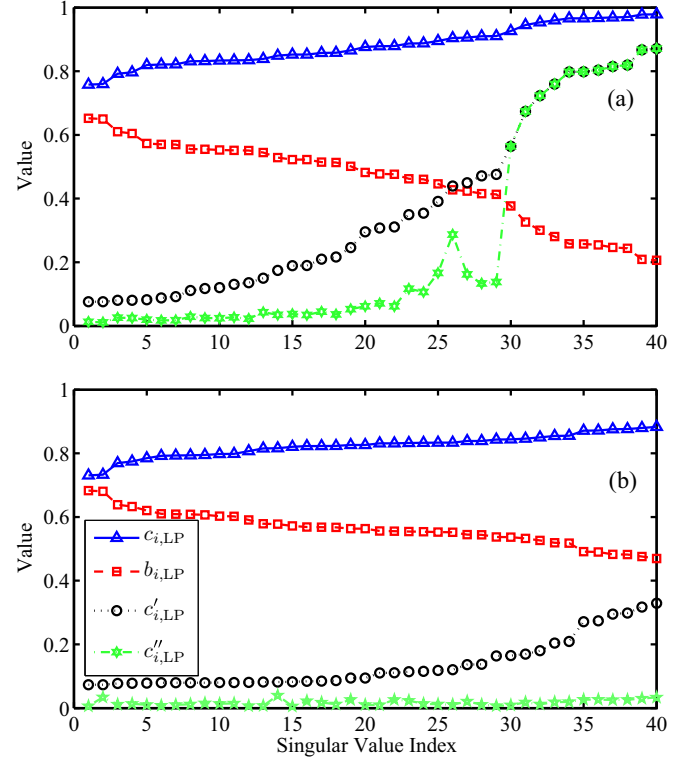 1
0.8
0.6
0.4
0.2
0
Value
(a)
0 5 10 15 20 25 30 35 40
1
0.8
0.6
0.4
0.2
0
Value
(b)
c_{i,LP}
b_{i,LP}
c'_{i,LP}
c''_{i,LP}
0 5 10 15 20 25 30 35 40
Singular Value Index